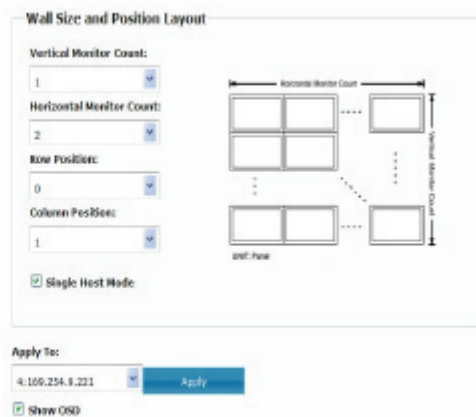 Wall Size and Position Layout
Vertical Monitor Count:
1
Horizontal Monitor Count:
2
Row Position:
0
Column Position:
1
Single Host Mode
Horizontal Monitor Count
Vertical Monitor Count
UNIT: Panel
Apply To:
4:169.254.9.221
Apply
Show OSD